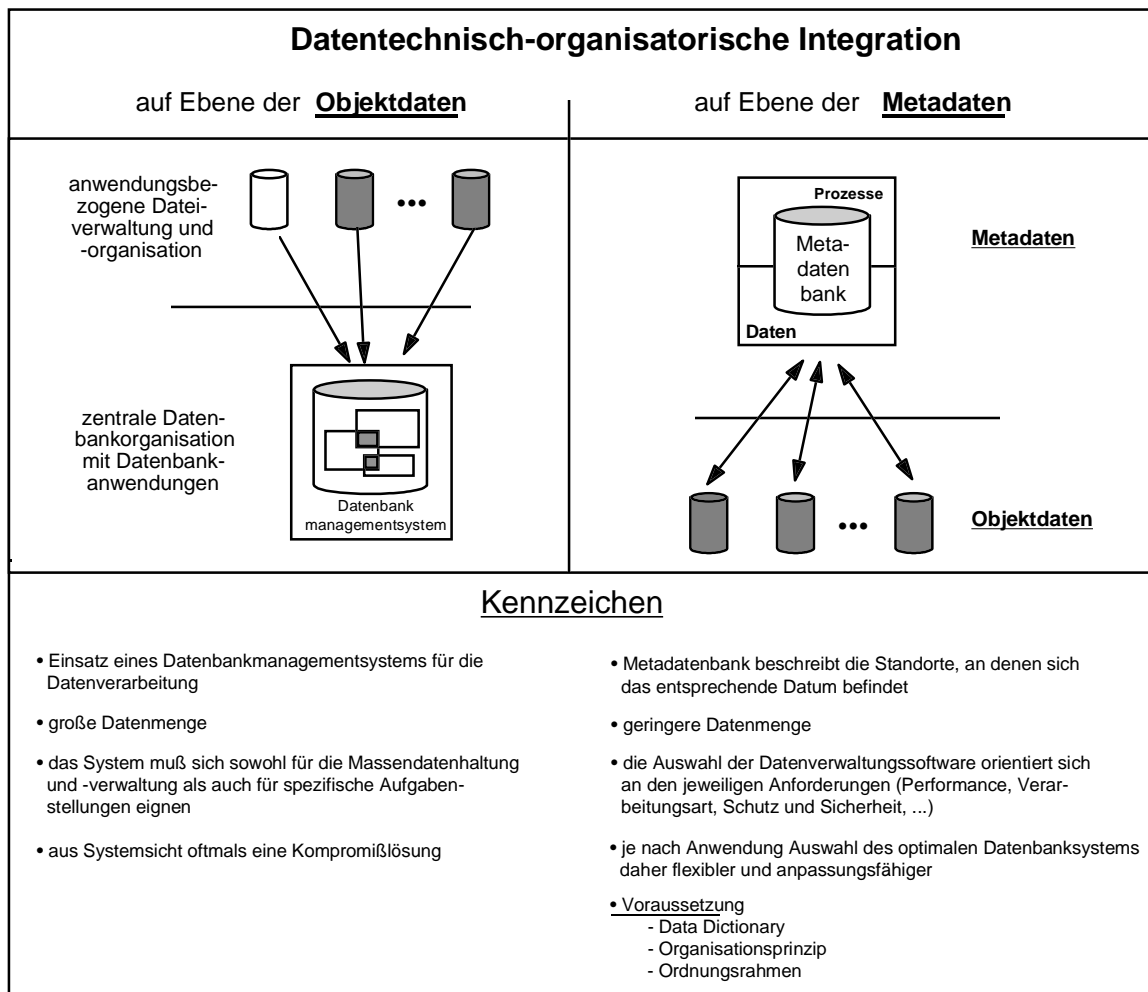 Datentechnisch-organisatorische Integration
auf Ebene der Objektdaten
auf Ebene der Metadaten
anwendungsbe-
zogene Datei-
verwaltung und
-organisation
•••
zentrale Daten-
bankorganisation
mit Datenbank-
anwendungen
Datenbank
managementsystem
Prozesse
Meta-
daten
bank
Daten
Metadaten
•••
Objektdaten
Kennzeichen
• Einsatz eines Datenbankmanagementsystems für die
Datenverarbeitung
• große Datenmenge
• das System muß sich sowohl für die Massendatenhaltung
und -verwaltung als auch für spezifische Aufgaben-
stellungen eignen
• aus Systemsicht oftmals eine Kompromißlösung
• Metadatenbank beschreibt die Standorte, an denen sich
das entsprechende Datum befindet
• geringere Datenmenge
• die Auswahl der Datenverwaltungssoftware orientiert sich
an den jeweiligen Anforderungen (Performance, Verar-
beitungsart, Schutz und Sicherheit, ...)
• je nach Anwendung Auswahl des optimalen Datenbanksystems
daher flexibler und anpassungsfähiger
• Voraussetzung
- Data Dictionary
- Organisationsprinzip
- Ordnungsrahmen